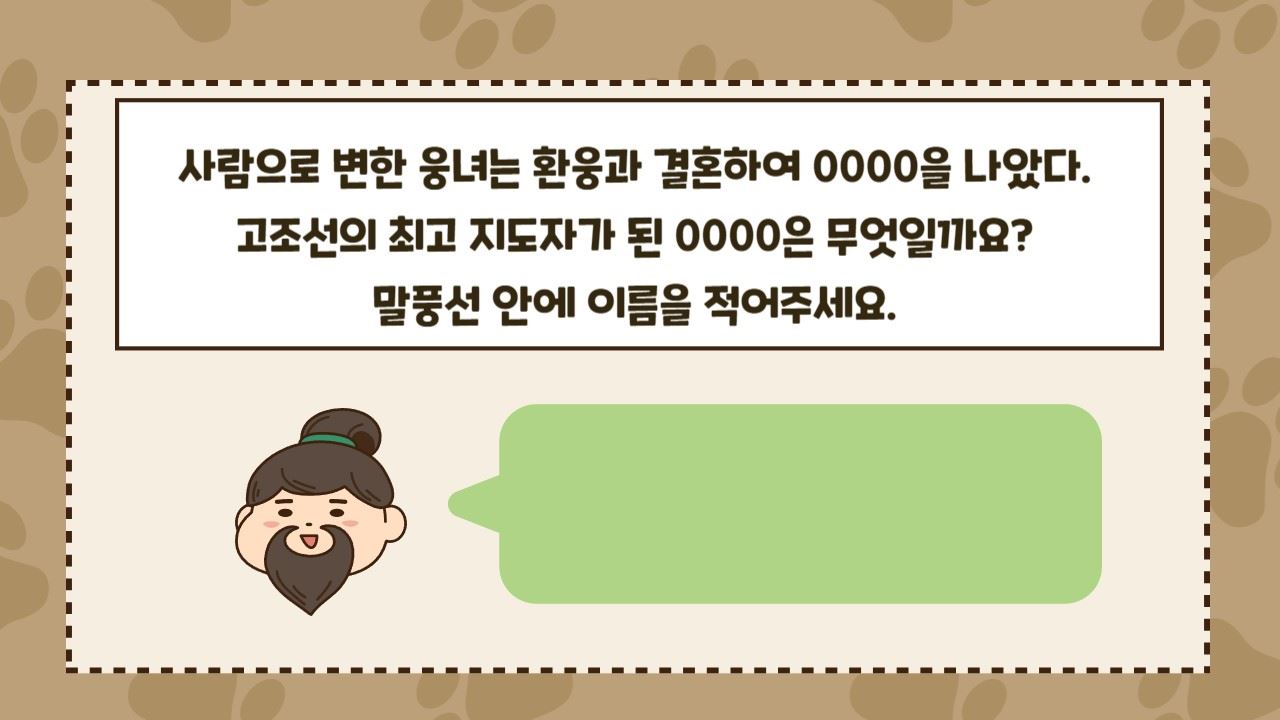 사람으로 변한 웅녀는 환웅과 결혼하여 0000을 나았다.
고조선의 최고 지도자가 된 0000은 무엇일까요?
말풍선 안에 이름을 적어주세요.